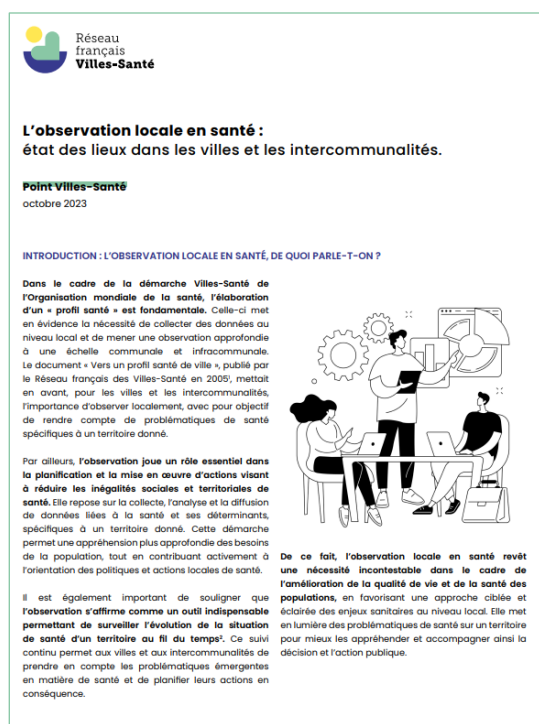 Réseau
français
Villes-Santé
L'observation locale en santé :
état des lieux dans les villes et les intercommunalités.
Point Villes-Santé
octobre 2023
INTRODUCTION : L'OBSERVATION LOCALE EN SANTÉ, DE QUOI PARLE-T-ON ?
Dans le cadre de la démarche Villes-Santé de
l'Organisation mondiale de la santé, l'élaboration
d'un « profil santé » est fondamentale. Celle-ci met
en évidence la nécessité de collecter des données au
niveau local et de mener une observation approfondie
à une échelle communale et infracommunale.
Le document « Vers un profil santé de ville », publié par
le Réseau français des Villes-Santé en 2005¹, mettait
en avant, pour les villes et les intercommunalités,
l'importance d'observer localement, avec pour objectif
de rendre compte de problématiques de santé
spécifiques à un territoire donné.
Par ailleurs, l'observation joue un rôle essentiel dans
la planification et la mise en œuvre d'actions visant
à réduire les inégalités sociales et territoriales de
santé. Elle repose sur la collecte, l'analyse et la diffusion
de données liées à la santé et ses déterminants,
spécifiques à un territoire donné. Cette démarche
permet une appréhension plus approfondie des besoins
de la population, tout en contribuant activement à
l'orientation des politiques et actions locales de santé.
Il est également important de souligner que
l'observation s'affirme comme un outil indispensable
permettant de surveiller l'évolution de la situation
de santé d'un territoire au fil du temps². Ce suivi
continu permet aux villes et aux intercommunalités de
prendre en compte les problématiques émergentes
en matière de santé et de planifier leurs actions en
conséquence.
De ce fait, l'observation locale en santé revêt
une nécessité incontestable dans le cadre de
l'amélioration de la qualité de vie et de la santé des
populations, en favorisant une approche ciblée et
éclairée des enjeux sanitaires au niveau local. Elle met
en lumière des problématiques de santé sur un territoire
pour mieux les appréhender et accompagner ainsi la
décision et l'action publique.